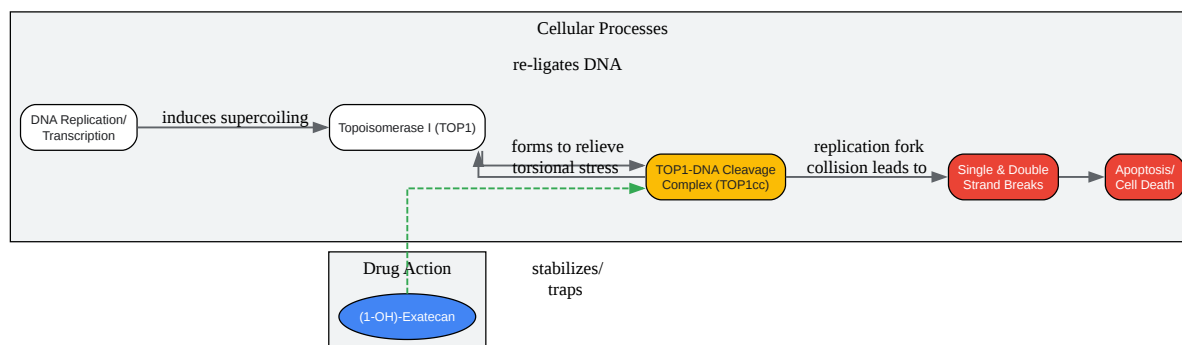 Cellular Processes
re-ligates DNA
DNA Replication/
Transcription
induces supercoiling
Topoisomerase I (TOP1)
forms to relieve
torsional stress
TOP1-DNA Cleavage
Complex (TOP1cc)
replication fork
collision leads to
Single & Double
Strand Breaks
Apoptosis/
Cell Death
Drug Action
stabilizes/
traps
(1-OH)-Exatecan